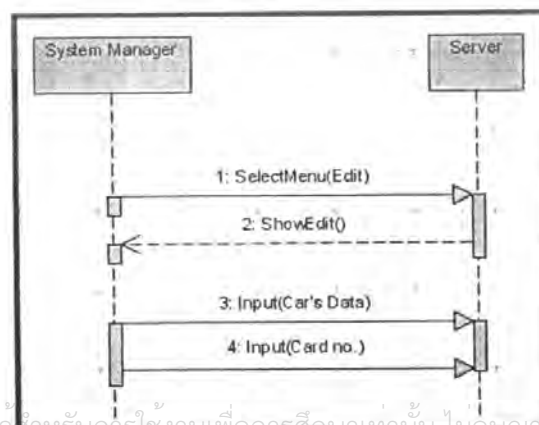 System Manager
Server
1: SelectMenu(Edit)
2: ShowEdit()
3: Input(Car's Data)
4: Input(Card no.)